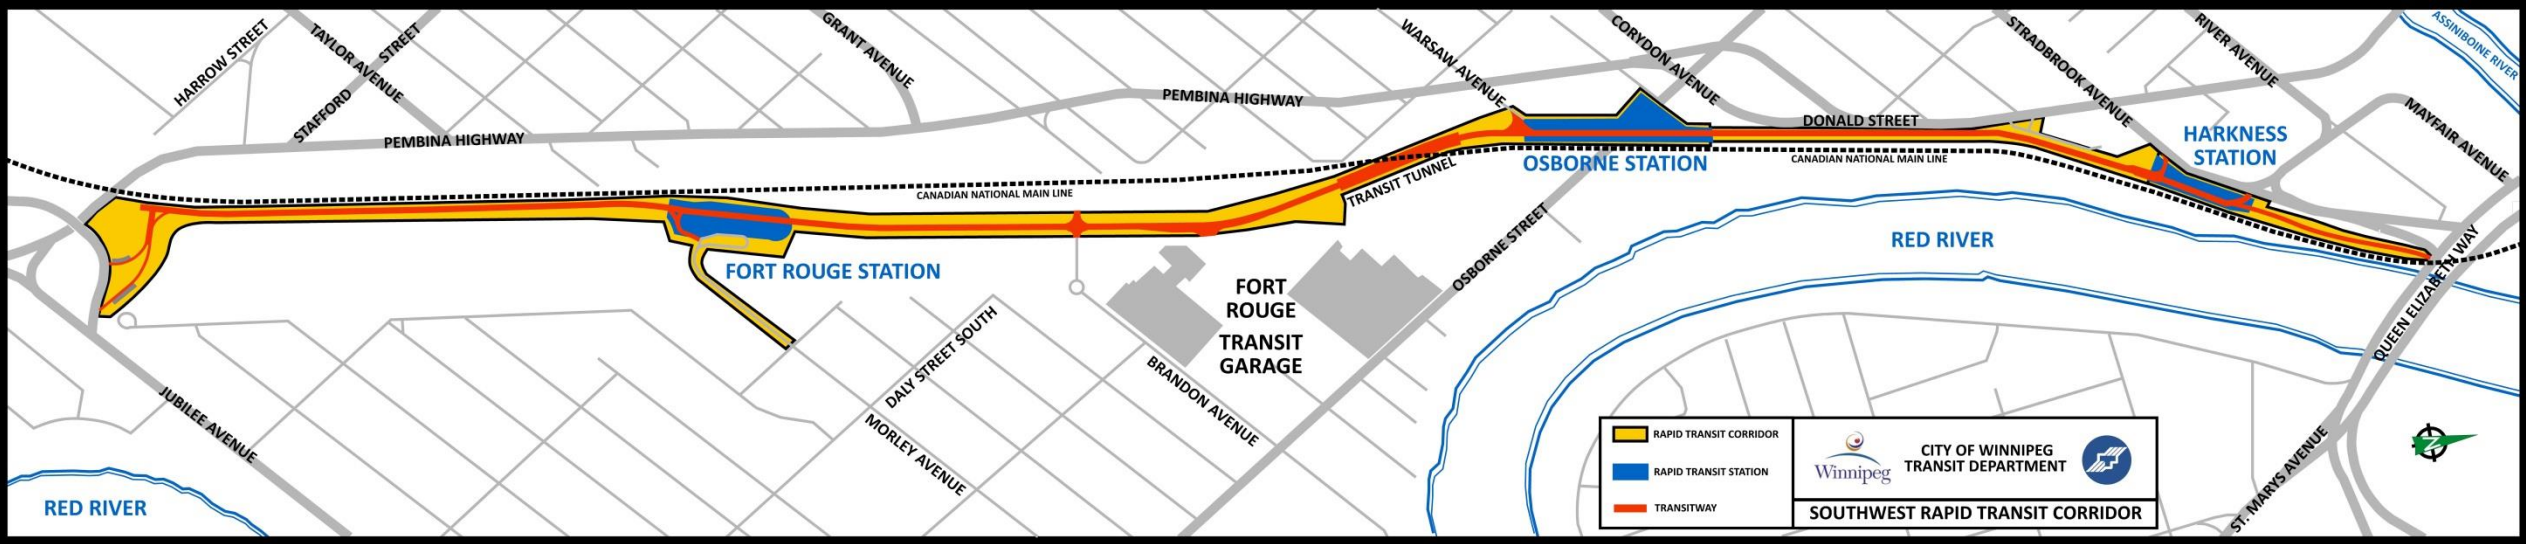 HARROW STREET
TAYLOR AVENUE
STAFFORD STREET
GRANT AVENUE
PEMBINA HIGHWAY
PEMBINA HIGHWAY
WARSAW AVENUE
CORYDON AVENUE
STRADBROOK AVENUE
RIVER AVENUE
ASSINIBOINE RIVER
MAYFAIR AVENUE
DONALD STREET
HARKNESS
STATION
OSBORNE STATION
CANADIAN NATIONAL MAIN LINE
CANADIAN NATIONAL MAIN LINE
TRANSIT TUNNEL
OSBORNE STREET
RED RIVER
QUEEN ELIZABETH WAY
FORT ROUGE STATION
FORT
ROUGE
TRANSIT
GARAGE
DALY STREET SOUTH
BRANDON AVENUE
MORLEY AVENUE
JUBILEE AVENUE
RED RIVER
ST. MARYS AVENUE
RAPID TRANSIT CORRIDOR
RAPID TRANSIT STATION
TRANSITWAY
Winnipeg
CITY OF WINNIPEG
TRANSIT DEPARTMENT
SOUTHWEST RAPID TRANSIT CORRIDOR
Z